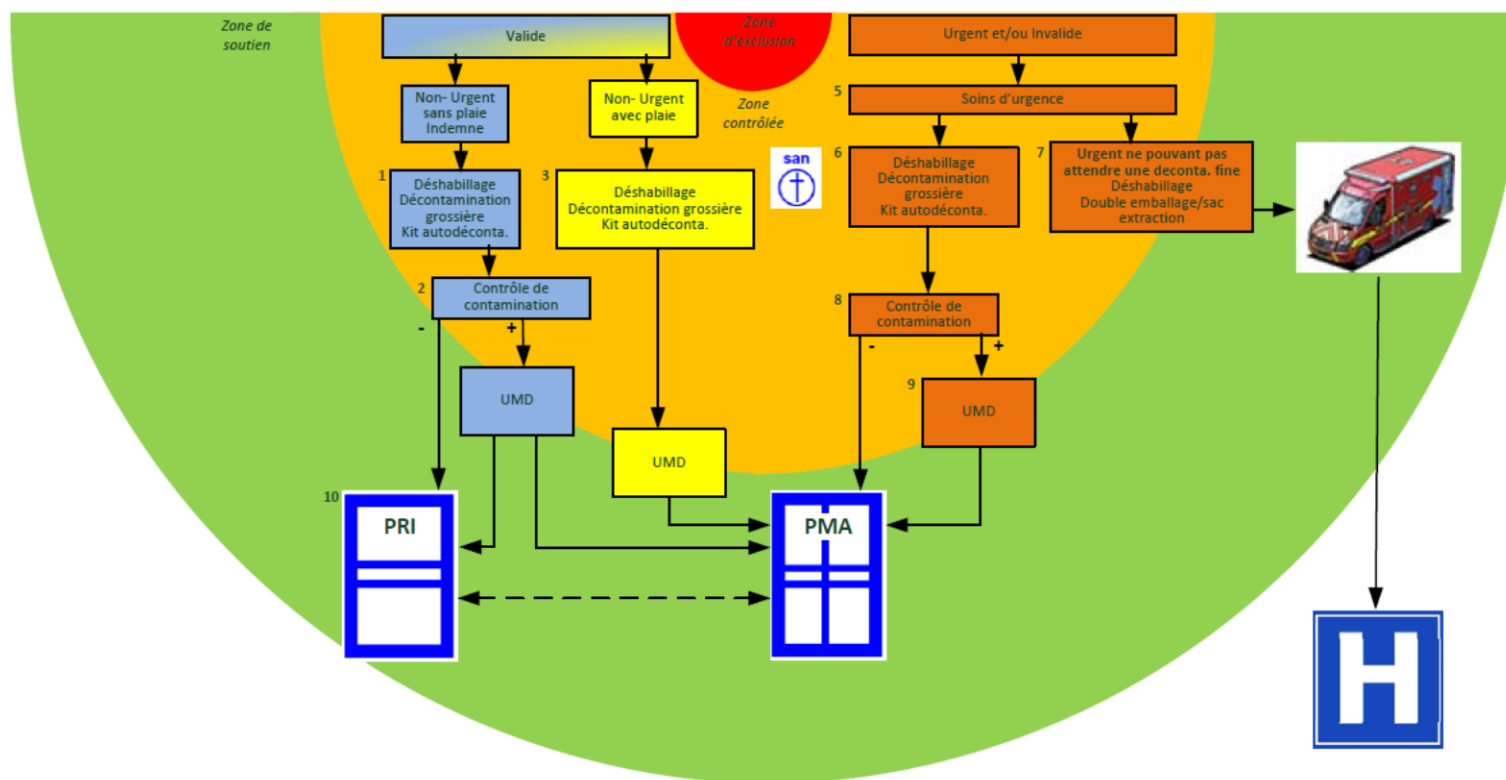 Zone de
soutien
Valide
Zone
d'exclusion
Urgent et/ou Invalide
Non- Urgent
sans plaie
Indemne
Non- Urgent
avec plaie
Zone
contrôlée
5
Soins d'urgence
1
Déshabillage
Décontamination
grossière
Kit autodéconta.
3
Déshabillage
Décontamination grossière
Kit autodéconta.
san
6
Déshabillage
Décontamination
grossière
Kit autodéconta.
7
Urgent ne pouvant pas
attendre une deconta. fine
Déshabillage
Double emballage/sac
extraction
2
Contrôle de
contamination
-
+
8
Contrôle de
contamination
-
+
UMD
UMD
9
UMD
10
PRI
PMA
H